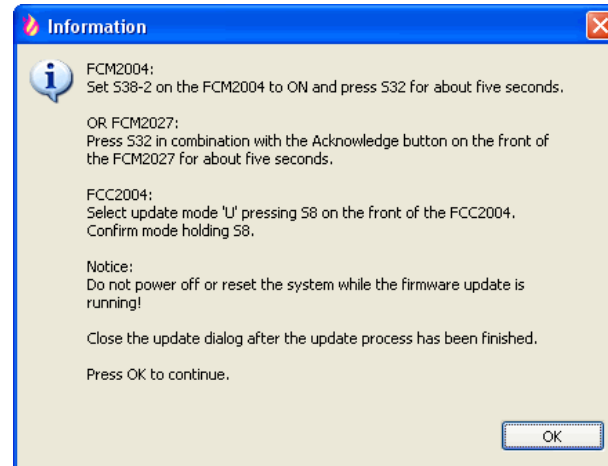 Information
FCM2004:
Set S38-2 on the FCM2004 to ON and press S32 for about five seconds.
OR FCM2027:
Press S32 in combination with the Acknowledge button on the front of
the FCM2027 for about five seconds.
FCC2004:
Select update mode 'U' pressing S8 on the front of the FCC2004.
Confirm mode holding S8.
Notice:
Do not power off or reset the system while the firmware update is
running!
Close the update dialog after the update process has been finished.
Press OK to continue.
OK